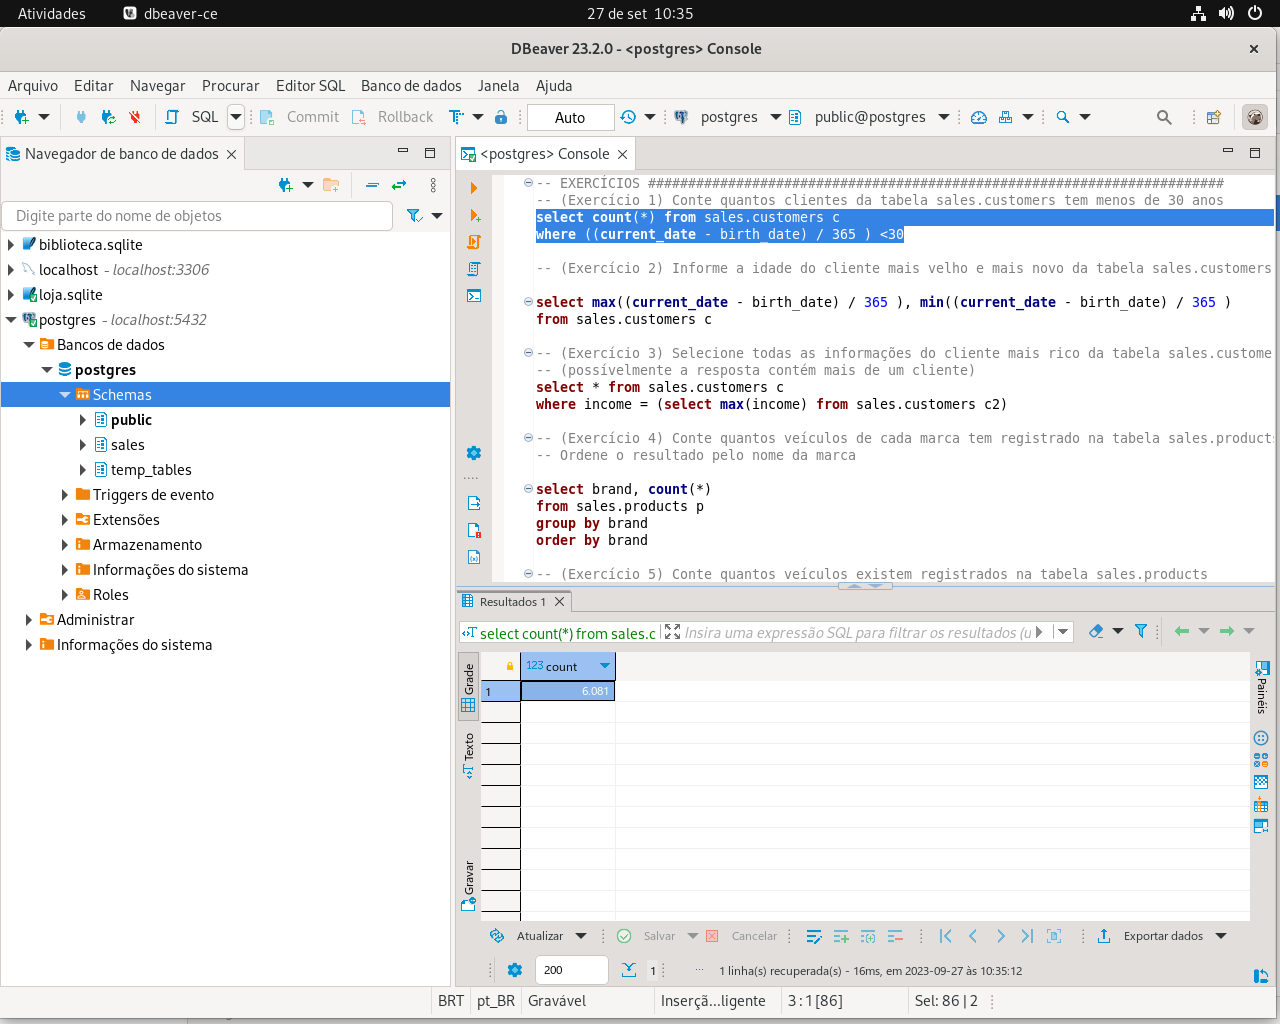 Atividades dbeaver-ce 27 de set 10:35
DBeaver 23.2.0 - <postgres> Console
Arquivo Editar Navegar Procurar Editor SQL Banco de dados Janela Ajuda
SQL Commit Rollback Auto postgres public@postgres
Navegador de banco de dados
Digite parte do nome de objetos
biblioteca.sqlite
localhost - localhost:3306
loja.sqlite
postgres - localhost:5432
Bancos de dados
postgres
Schemas
public
sales
temp_tables
Triggers de evento
Extensões
Armazenamento
Informações do sistema
Roles
Administrar
Informações do sistema
<postgres> Console
-- EXERCÍCIOS ########################################################################
-- (Exercício 1) Conte quantos clientes da tabela sales.customers tem menos de 30 anos
select count(*) from sales.customers c
where ((current_date - birth_date) / 365 ) <30
-- (Exercício 2) Informe a idade do cliente mais velho e mais novo da tabela sales.customers
select max((current_date - birth_date) / 365 ), min((current_date - birth_date) / 365 )
from sales.customers c
-- (Exercício 3) Selecione todas as informações do cliente mais rico da tabela sales.custome
-- (possívelmente a resposta contém mais de um cliente)
select * from sales.customers c
where income = (select max(income) from sales.customers c2)
-- (Exercício 4) Conte quantos veículos de cada marca tem registrado na tabela sales.products
-- Ordene o resultado pelo nome da marca
select brand, count(*)
from sales.products p
group by brand
order by brand
-- (Exercício 5) Conte quantos veículos existem registrados na tabela sales.products
Resultados 1
select count(*) from sales.c Insira uma expressão SQL para filtrar os resultados (u
Grade
Texto
Gravar
123 count
1 6.081
Painéis
Atualizar Salvar Cancelar Exportar dados
200 1 ... 1 linha(s) recuperada(s) - 16ms, em 2023-09-27 às 10:35:12
BRT pt_BR Gravável Inserçã...ligente 3 : 1 [86] Sel: 86 | 2